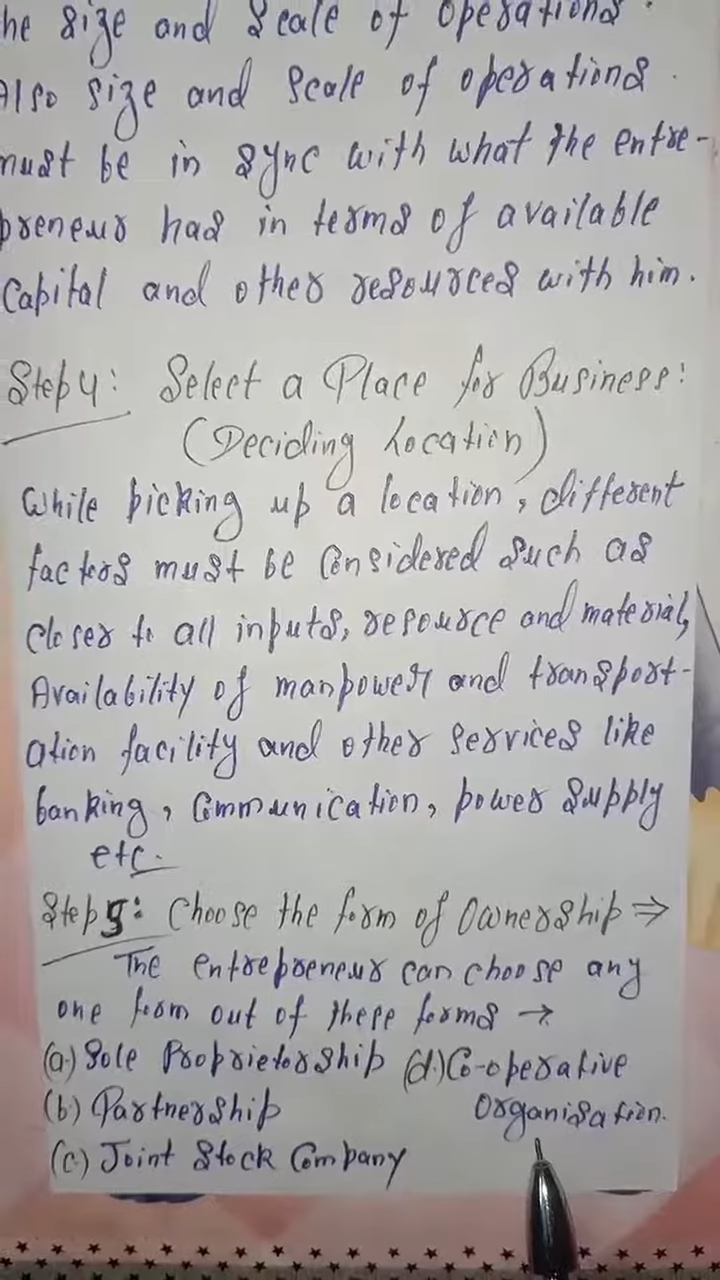 he size and Scale of operations.
Also size and Scale of operations.
must be in sync with what the entre-
preneur has in terms of available
Capital and other resources with him.
Step 4: Select a Place for Business:
(Deciding Location)
While picking up a location, different
factors must be Considered Such as
closer to all inputs, resource and material,
Availability of manpower and transport-
ation facility and other services like
banking, Communication, power supply
etc.
Step 5: Choose the form of Ownership ⇒
The entrepreneur can choose any
one form out of these forms →
(a.) Sole Proprietorship (d.) Co-operative
(b.) Partnership Organisation.
(c.) Joint Stock Company